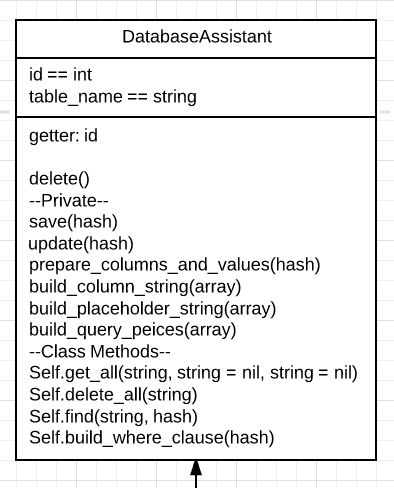 DatabaseAssistant
id == int
table_name == string
getter: id
delete()
--Private--
save(hash)
update(hash)
prepare_columns_and_values(hash)
build_column_string(array)
build_placeholder_string(array)
build_query_peices(array)
--Class Methods--
Self.get_all(string, string = nil, string = nil)
Self.delete_all(string)
Self.find(string, hash)
Self.build_where_clause(hash)